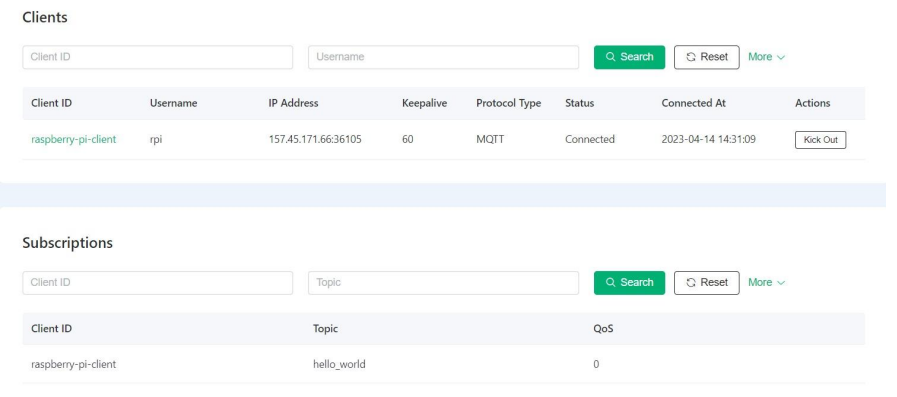 Clients
Client ID Username Search Reset More
Client ID Username IP Address Keepalive Protocol Type Status Connected At Actions
raspberry-pi-client rpi 157.45.171.66:36105 60 MQTT Connected 2023-04-14 14:31:09 Kick Out
Subscriptions
Client ID Topic Search Reset More
Client ID Topic QoS
raspberry-pi-client hello_world 0